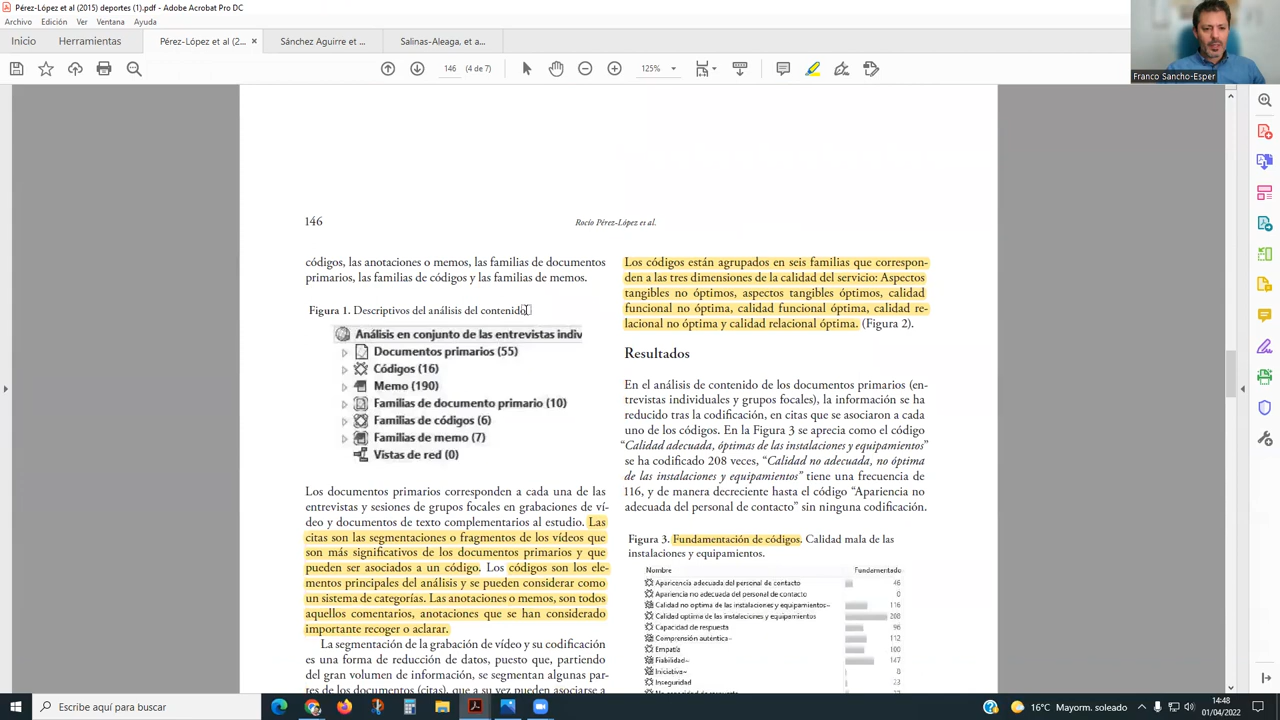 Pérez-López et al (2015) deportes (1).pdf - Adobe Acrobat Pro DC
Archivo Edición Ver Ventana Ayuda
Inicio Herramientas Pérez-López et al (2... × Sánchez Aguirre et ... Salinas-Aleaga, et a...
146 (4 de 7) 125%
Franco Sancho-Esper
146
Rocío Pérez-López et al.
códigos, las anotaciones o memos, las familias de documentos
primarios, las familias de códigos y las familias de memos.
Figura 1. Descriptivos del análisis del contenido
Análisis en conjunto de las entrevistas indiv
Documentos primarios (55)
Códigos (16)
Memo (190)
Familias de documento primario (10)
Familias de códigos (6)
Familias de memo (7)
Vistas de red (0)
Los documentos primarios corresponden a cada una de las
entrevistas y sesiones de grupos focales en grabaciones de ví-
deo y documentos de texto complementarios al estudio. Las
citas son las segmentaciones o fragmentos de los vídeos que
son más significativos de los documentos primarios y que
pueden ser asociados a un código. Los códigos son los ele-
mentos principales del análisis y se pueden considerar como
un sistema de categorías. Las anotaciones o memos, son todos
aquellos comentarios, anotaciones que se han considerado
importante recoger o aclarar.
La segmentación de la grabación de vídeo y su codificación
es una forma de reducción de datos, puesto que, partiendo
del gran volumen de información, se segmentan algunas par-
tes de los documentos (citas), que a su vez pueden asociarse a
Los códigos están agrupados en seis familias que correspon-
den a las tres dimensiones de la calidad del servicio: Aspectos
tangibles no óptimos, aspectos tangibles óptimos, calidad
funcional no óptima, calidad funcional óptima, calidad re-
lacional no óptima y calidad relacional óptima. (Figura 2).
Resultados
En el análisis de contenido de los documentos primarios (en-
trevistas individuales y grupos focales), la información se ha
reducido tras la codificación, en citas que se asociaron a cada
uno de los códigos. En la Figura 3 se aprecia como el código
“Calidad adecuada, óptimas de las instalaciones y equipamientos”
se ha codificado 208 veces, “Calidad no adecuada, no óptima
de las instalaciones y equipamientos” tiene una frecuencia de
116, y de manera decreciente hasta el código “Apariencia no
adecuada del personal de contacto” sin ninguna codificación.
Figura 3. Fundamentación de códigos. Calidad mala de las
instalaciones y equipamientos.
Nombre Fundamentado
Aparicencia adecuada del personal de contacto 46
Apariencia no adecuada del personal de contacto 0
Calidad no optima de las instalaciones y equipamientos~ 116
Calidad optima de las instalaciones y equipamientos 208
Capacidad de respuesta 96
Comprensión auténtica~ 112
Empatía 100
Fiabilidad~ 147
Iniciativa~ 8
Inseguridad 23
Escribe aquí para buscar
16°C Mayorm. soleado
14:48
01/04/2022